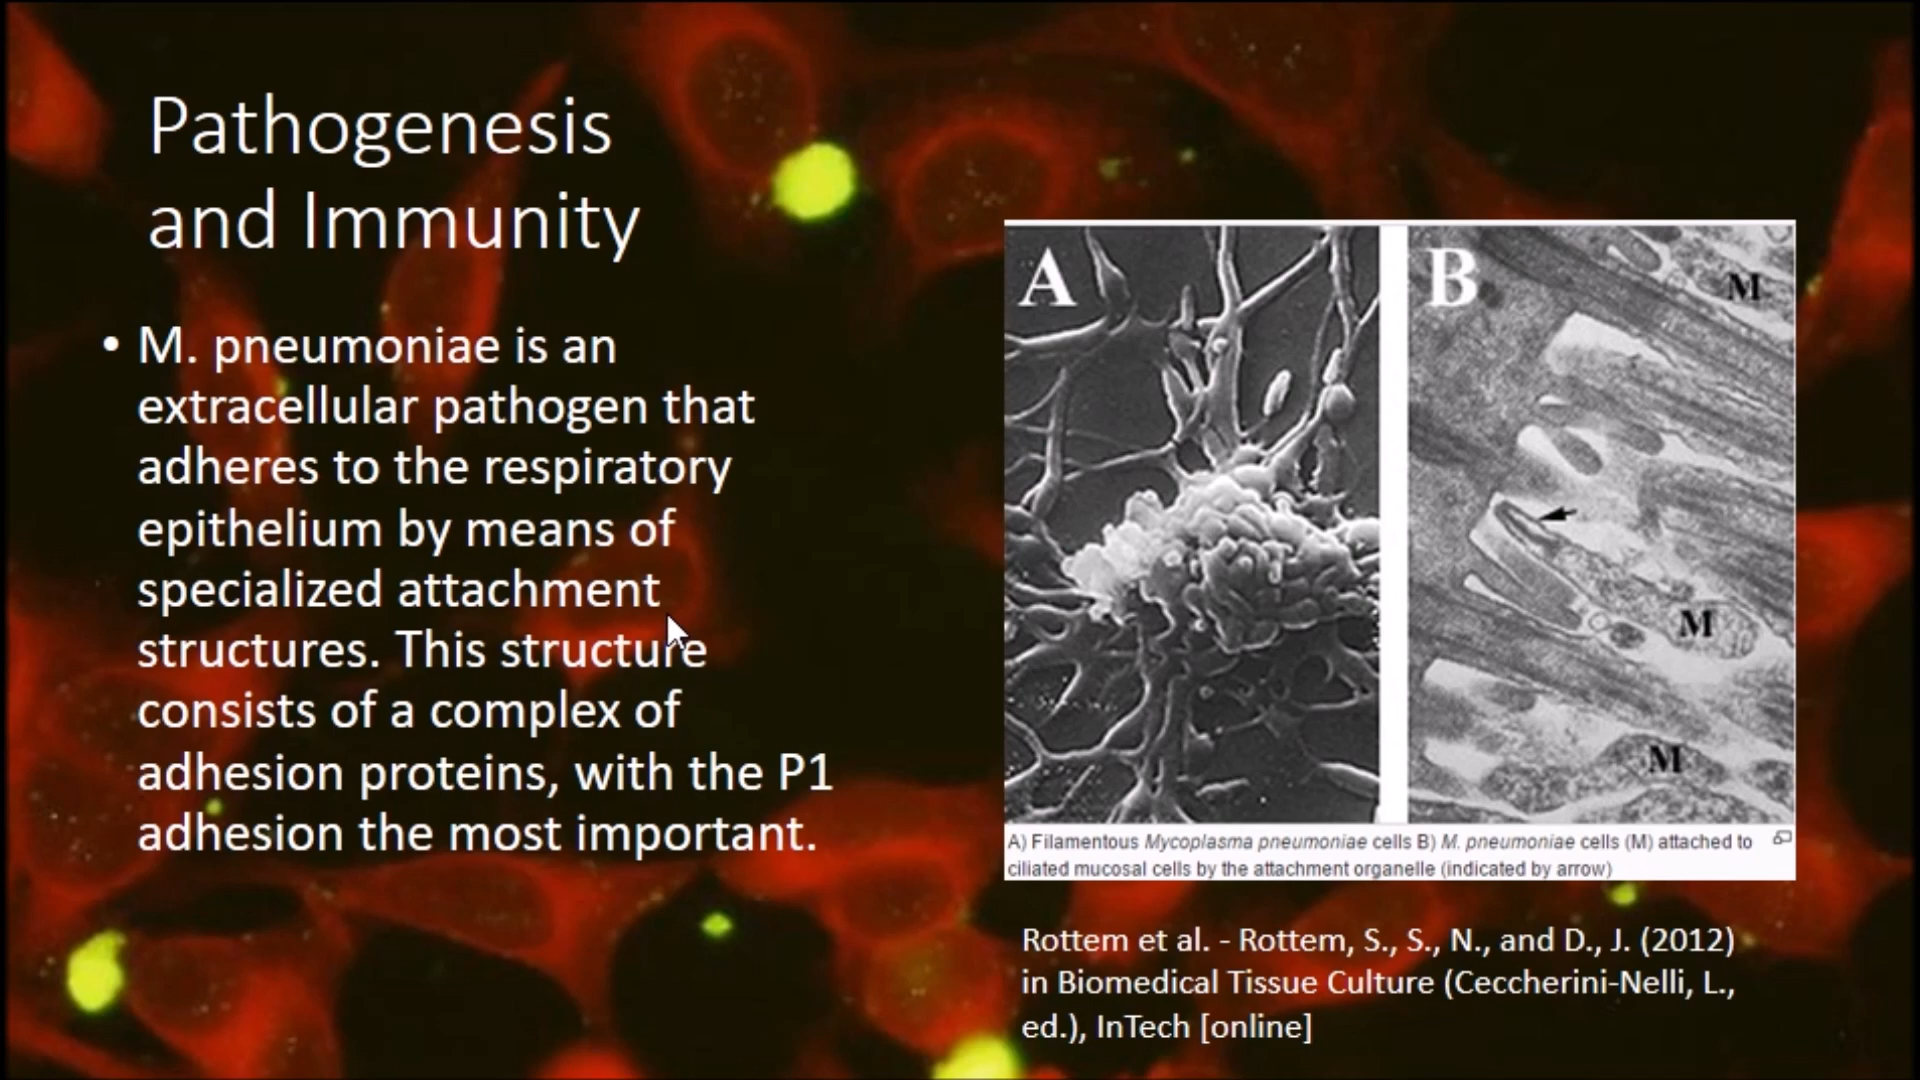 Pathogenesis
and Immunity
• M. pneumoniae is an
extracellular pathogen that
adheres to the respiratory
epithelium by means of
specialized attachment
structures. This structure
consists of a complex of
adhesion proteins, with the P1
adhesion the most important.
A
B
M
M
M
A) Filamentous Mycoplasma pneumoniae cells B) M. pneumoniae cells (M) attached to
ciliated mucosal cells by the attachment organelle (indicated by arrow)
Rottem et al. - Rottem, S., S., N., and D., J. (2012)
in Biomedical Tissue Culture (Ceccherini-Nelli, L.,
ed.), InTech [online]